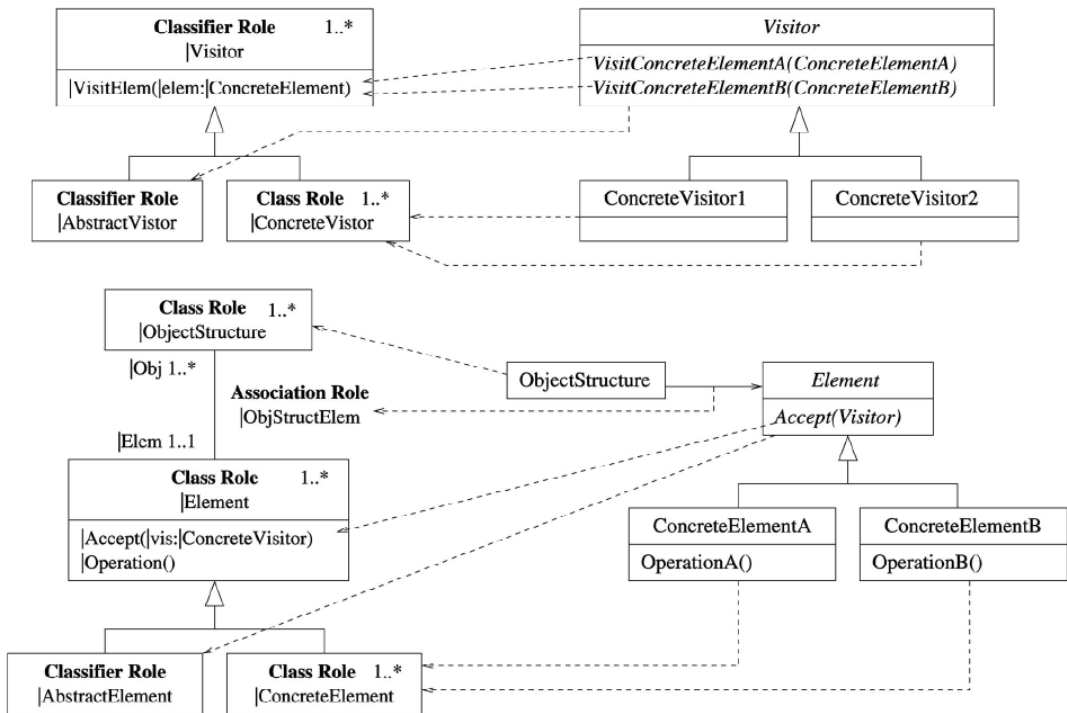 Classifier Role 1..*
|Visitor
|VisitElem(|elem:|ConcreteElement)
Visitor
VisitConcreteElementA(ConcreteElementA)
VisitConcreteElementB(ConcreteElementB)
Classifier Role
|AbstractVistor
Class Role 1..*
|ConcreteVistor
ConcreteVisitor1
ConcreteVisitor2
Class Role 1..*
|ObjectStructure
|Obj 1..*
Association Role
|ObjStructElem
|Elem 1..1
ObjectStructure
Element
Accept(Visitor)
Class Role 1..*
|Element
|Accept(|vis:|ConcreteVisitor)
|Operation()
ConcreteElementA
OperationA()
ConcreteElementB
OperationB()
Classifier Role
|AbstractElement
Class Role 1..*
|ConcreteElement